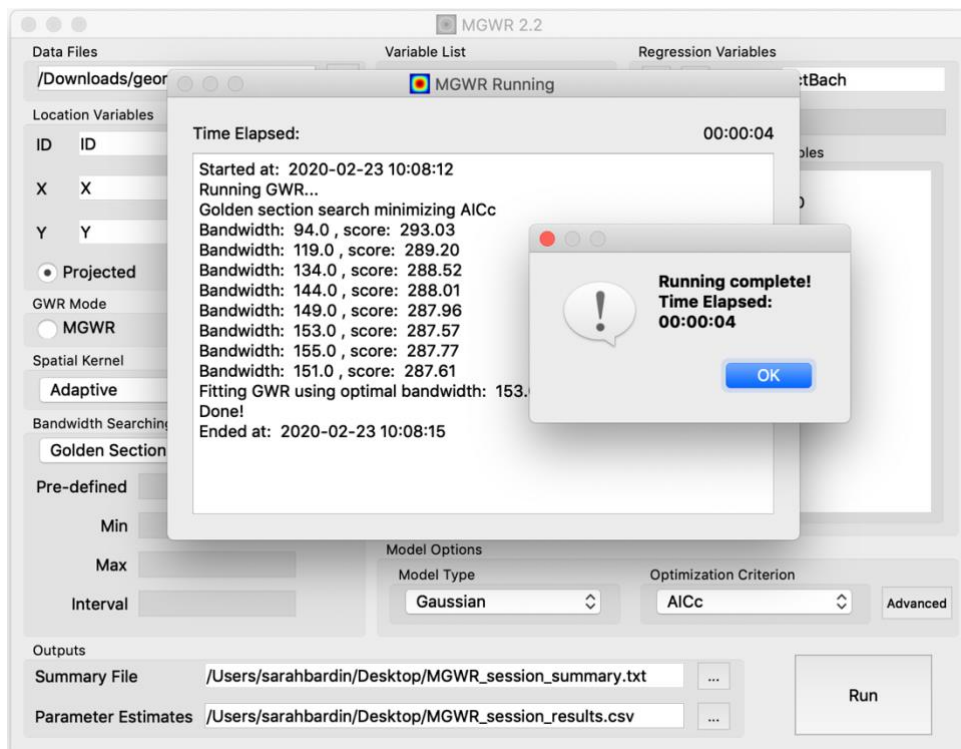 MGWR 2.2
Data Files
Variable List
Regression Variables
MGWR Running
Location Variables
Time Elapsed:
00:00:04
ID
ID
X
X
Y
Y
Projected
GWR Mode
MGWR
Spatial Kernel
Adaptive
Golden Section
Pre-defined
Min
Max
Interval
Started at: 2020-02-23 10:08:12
Running GWR...
Golden section search minimizing AICc
Bandwidth: 94.0 , score: 293.03
Bandwidth: 119.0 , score: 289.20
Bandwidth: 134.0 , score: 288.52
Bandwidth: 144.0 , score: 288.01
Bandwidth: 149.0 , score: 287.96
Bandwidth: 153.0 , score: 287.57
Bandwidth: 155.0 , score: 287.77
Bandwidth: 151.0 , score: 287.61
Fitting GWR using optimal bandwidth: 153.
Done!
Ended at: 2020-02-23 10:08:15
Running complete!
Time Elapsed:
00:00:04
OK
Model Options
Model Type
Optimization Criterion
Gaussian
AICc
Advanced
Outputs
Summary File
/Users/sarahbardin/Desktop/MGWR_session_summary.txt
...
Parameter Estimates
/Users/sarahbardin/Desktop/MGWR_session_results.csv
...
Run